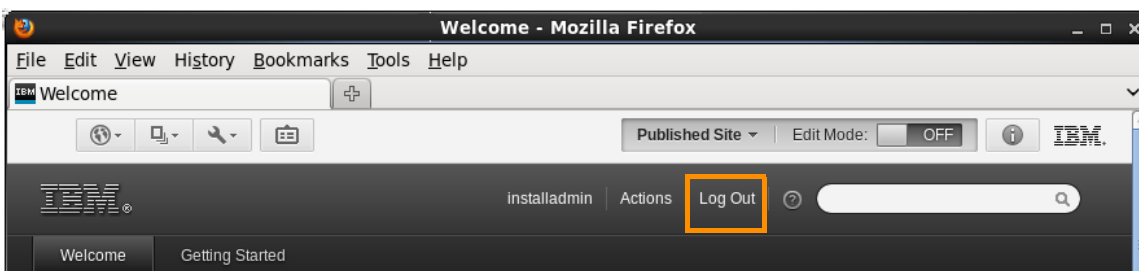 Welcome - Mozilla Firefox
File Edit View History Bookmarks Tools Help
IBM Welcome
Published Site Edit Mode: OFF IBM.
IBM® installadmin Actions Log Out ?
Welcome Getting Started